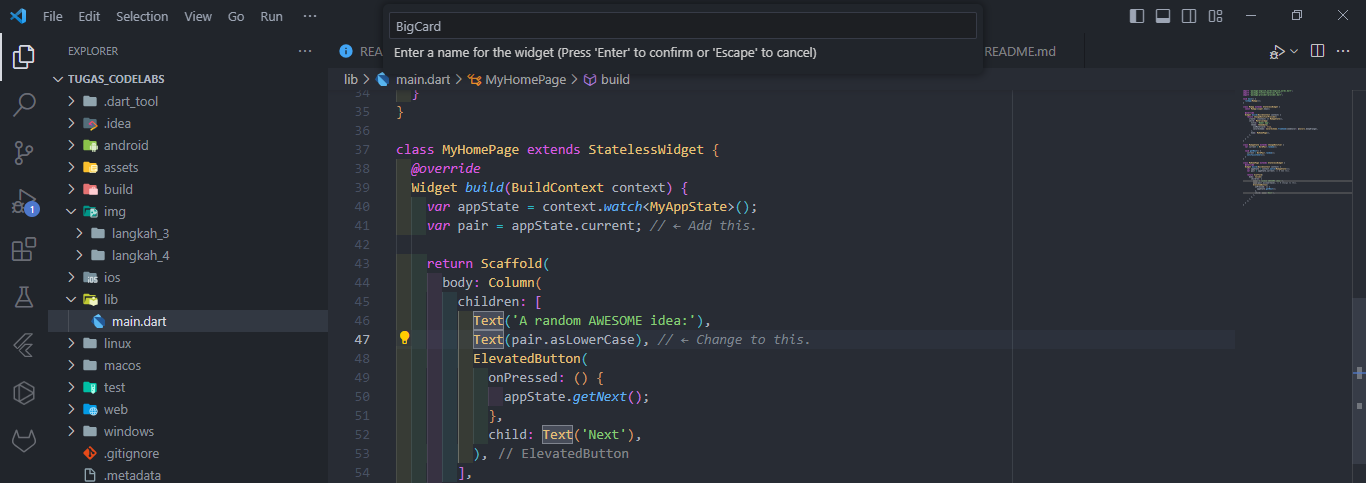 File Edit Selection View Go Run ···
BigCard
Enter a name for the widget (Press 'Enter' to confirm or 'Escape' to cancel)
EXPLORER ···
README.md
TUGAS_CODELABS
.dart_tool
.idea
android
assets
build
img
langkah_3
langkah_4
ios
lib
main.dart
linux
macos
test
web
windows
.gitignore
.metadata
1
lib > main.dart > MyHomePage > build
34 }
35 }
36
37 class MyHomePage extends StatelessWidget {
38 @override
39 Widget build(BuildContext context) {
40 var appState = context.watch<MyAppState>();
41 var pair = appState.current; // ← Add this.
42
43 return Scaffold(
44 body: Column(
45 children: [
46 Text('A random AWESOME idea:'),
47 Text(pair.asLowerCase), // ← Change to this.
48 ElevatedButton(
49 onPressed: () {
50 appState.getNext();
51 },
52 child: Text('Next'),
53 ), // ElevatedButton
54 ],